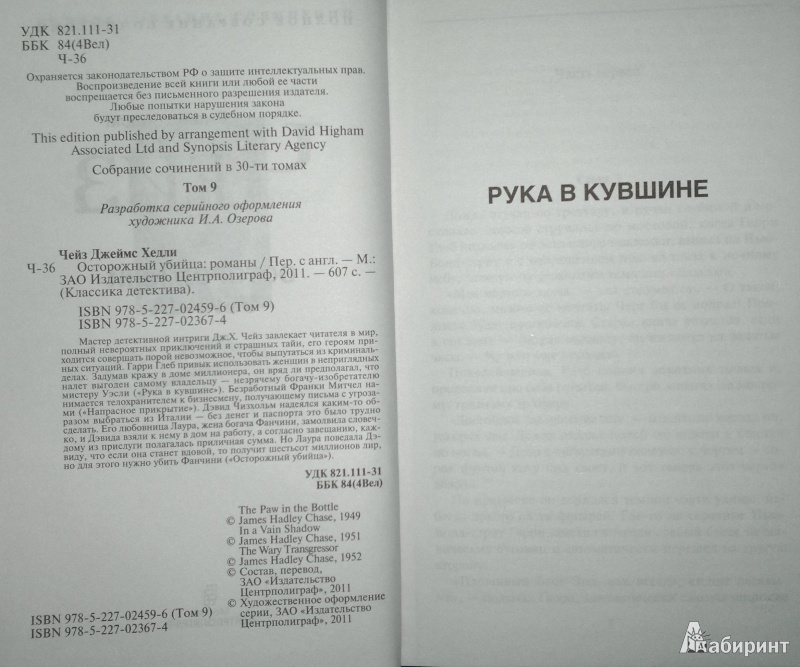 УДК 821.111-31
ББК 84(4Вел)
Ч-36
Охраняется законодательством РФ о защите интеллектуальных прав.
Воспроизведение всей книги или любой ее части
воспрещается без письменного разрешения издателя.
Любые попытки нарушения закона
будут преследоваться в судебном порядке.
This edition published by arrangement with David Higham
Associated Ltd and Synopsis Literary Agency
Собрание сочинений в 30-ти томах
Том 9
Разработка серийного оформления
художника И.А. Озерова
Чейз Джеймс Хедли
Ч-36 Осторожный убийца: романы / Пер. с англ. — М.:
ЗАО Издательство Центрполиграф, 2011. — 607 с. —
(Классика детектива).
ISBN 978-5-227-02459-6 (Том 9)
ISBN 978-5-227-02367-4
Мастер детективной интриги Дж.Х. Чейз завлекает читателя в мир,
полный невероятных приключений и страшных тайн, его героям при-
ходится совершать порой невозможное, чтобы выпутаться из криминаль-
ных ситуаций. Гарри Глеб привык использовать женщин в неприглядных
делах. Задумав кражу в доме миллионера, он вряд ли предполагал, что
налет выгоден самому владельцу — незрячему богачу-изобретателю
мистеру Уэсли («Рука в кувшине»). Безработный Франки Митчел на-
нимается телохранителем к бизнесмену, получающему письма с угроза-
ми («Напрасное прикрытие»). Дэвид Чизхольм надеялся каким-то об-
разом выбраться из Италии — без денег и паспорта это было трудно
сделать. Его любовница Лаура, жена богача Фанчини, замолвила словеч-
ко, и Дэвида взяли к нему в дом на работу, а согласно завещанию, каж-
дому из прислуги полагалась приличная сумма. Но Лаура поведала Дэ-
виду, что если она станет вдовой, то получит шестьсот миллионов лир,
но для этого нужно убить Фанчини («Осторожный убийца»).
УДК 821.111-31
ББК 84(4Вел)
The Paw in the Bottle
© James Hadley Chase, 1949
In a Vain Shadow
© James Hadley Chase, 1951
The Wary Transgressor
© James Hadley Chase, 1952
© Состав, перевод,
ЗАО «Издательство
Центрполиграф», 2011
© Художественное оформление
серии, ЗАО «Издательство
Центрполиграф», 2011
ISBN 978-5-227-02459-6 (Том 9)
ISBN 978-5-227-02367-4
РУКА В КУВШИНЕ
Лабиринт